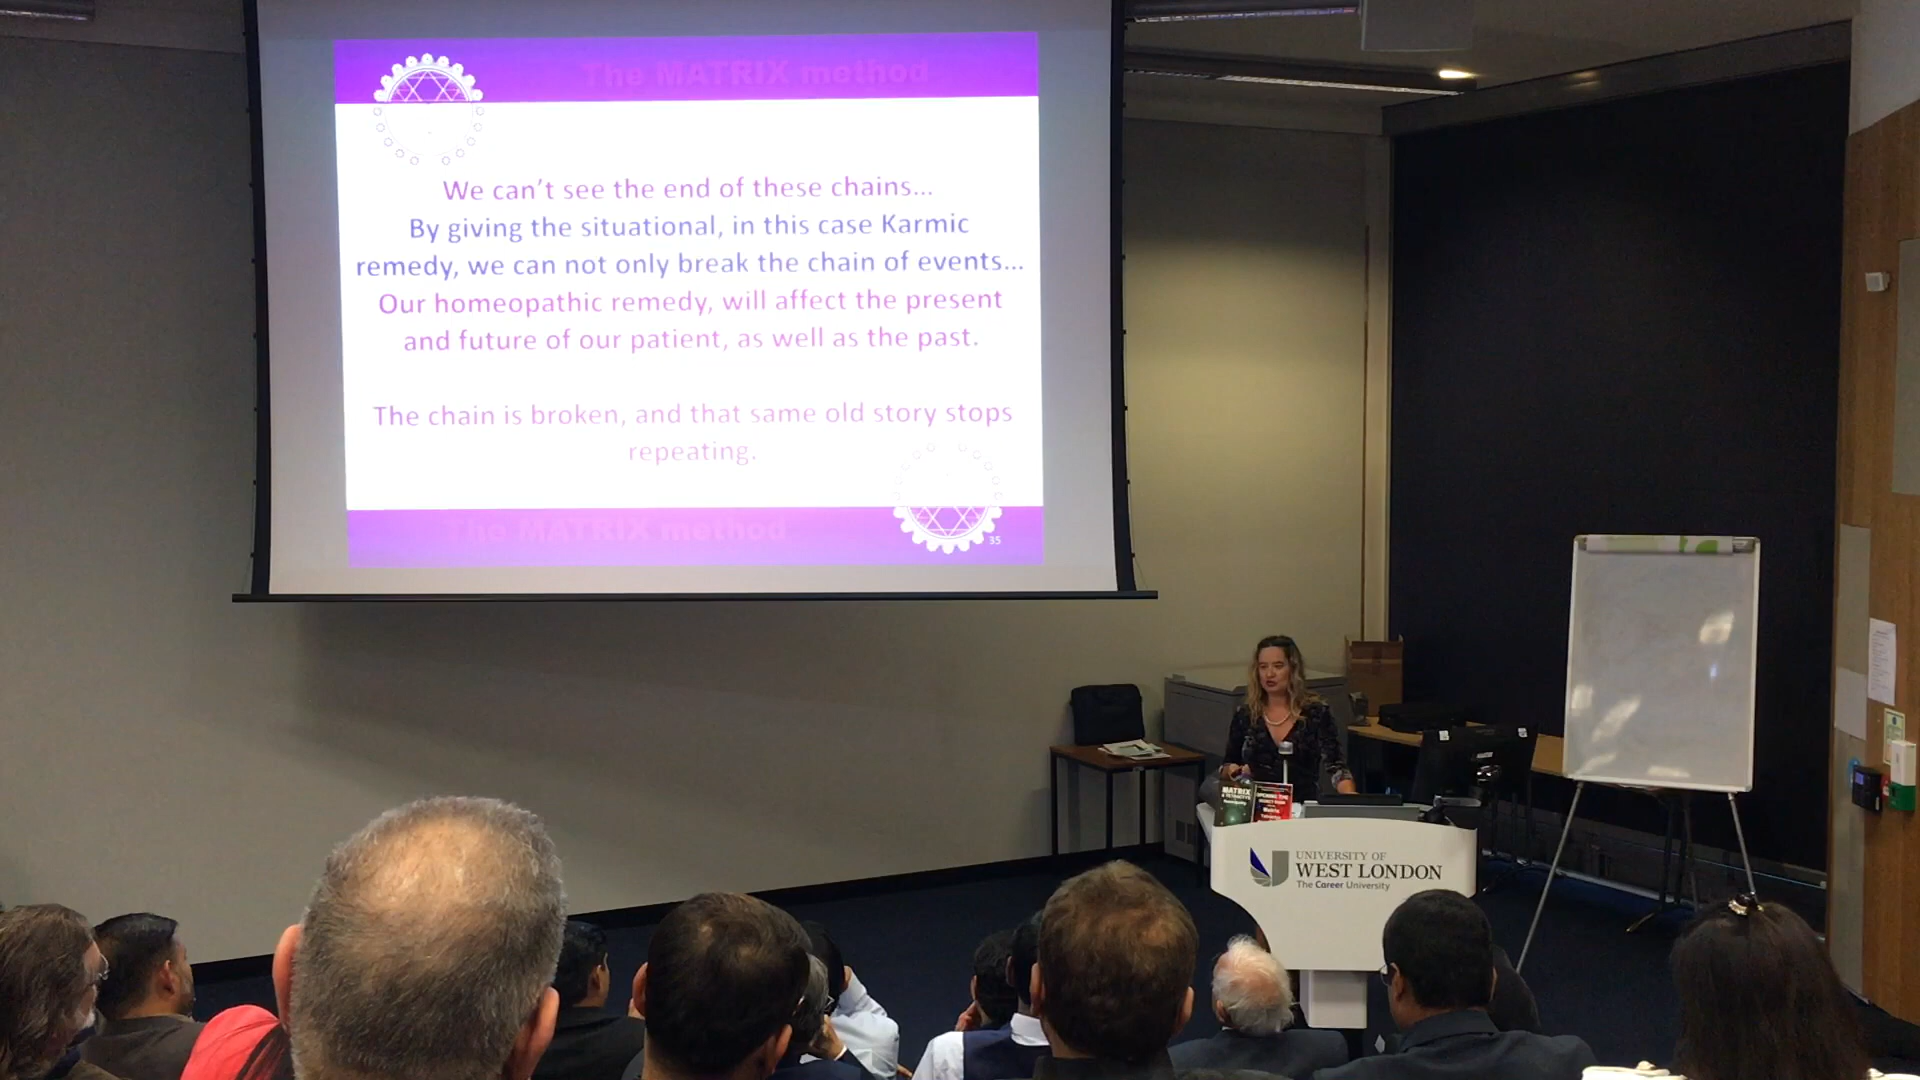 The MATRIX method
We can't see the end of these chains...
By giving the situational, in this case Karmic
remedy, we can not only break the chain of events...
Our homeopathic remedy, will affect the present
and future of our patient, as well as the past.
The chain is broken, and that same old story stops
repeating.
The MATRIX method
35
MATRIX
UNIVERSITY OF
WEST LONDON
The Career University